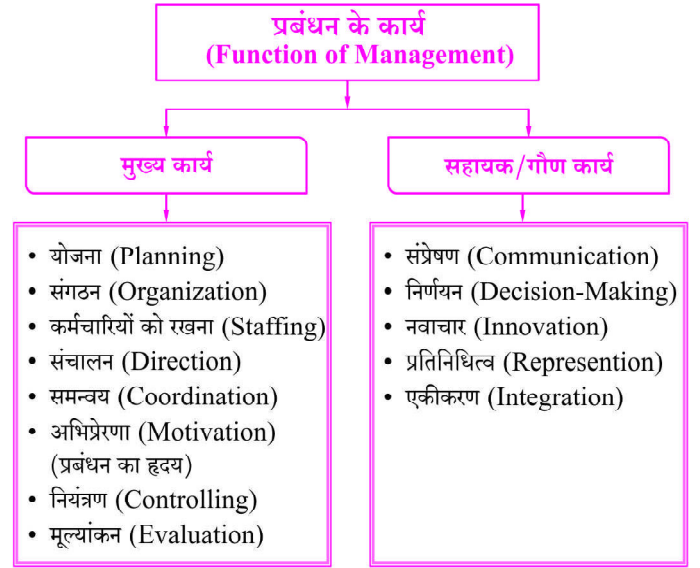 प्रबंधन के कार्य
(Function of Management)
मुख्य कार्य
सहायक/गौण कार्य
• योजना (Planning)
• संगठन (Organization)
• कर्मचारियों को रखना (Staffing)
• संचालन (Direction)
• समन्वय (Coordination)
• अभिप्रेरणा (Motivation)
(प्रबंधन का हृदय)
• नियंत्रण (Controlling)
• मूल्यांकन (Evaluation)
• संप्रेषण (Communication)
• निर्णयन (Decision-Making)
• नवाचार (Innovation)
• प्रतिनिधित्व (Represention)
• एकीकरण (Integration)